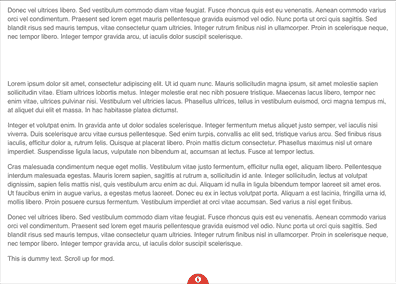 Donec vel ultrices libero. Sed vestibulum commodo diam vitae feugiat. Fusce rhoncus quis est eu venenatis. Aenean commodo varius
orci vel condimentum. Praesent sed lorem eget mauris pellentesque gravida euismod vel odio. Nunc porta ut orci quis sagittis. Sed
blandit risus sed mauris tempus, vitae consectetur quam ultricies. Integer rutrum finibus nisl in ullamcorper. Proin in scelerisque neque,
nec tempor libero. Integer tempor gravida arcu, ut iaculis dolor suscipit scelerisque.
Lorem ipsum dolor sit amet, consectetur adipiscing elit. Ut id quam nunc. Mauris sollicitudin magna ipsum, sit amet molestie sapien
sollicitudin vitae. Etiam ultrices lobortis metus. Integer molestie erat nec nibh posuere tristique. Maecenas lacus libero, tempor nec
enim vitae, ultrices pulvinar nisi. Vestibulum vel ultricies lacus. Phasellus ultrices, tellus in vestibulum euismod. orci magna tempus mi,
at aliquet dui elit et massa. In hac habitasse platea dictumst.
Integer et volutpat enim. In gravida ante ut dolor sodales scelerisque. Integer fermentum metus aliquet justo semper, vel iaculis nisi
viverra. Duis scelerisque arcu vitae cursus pellentesque. Sed enim turpis, convallis ac elit sed, tristique varius arcu. Sed finibus risus
iaculis, efficitur dolor a, rutrum felis. Quisque at placerat libero. Proin mattis dictum consectetur. Phasellus maximus nisl ut ornare
imperdiet. Suspendisse ligula lacus, vulputate non bibendum at, accumsan at lectus. Fusce at tempor lectus.
Cras malesuada condimentum neque eget mollis. Vestibulum vitae justo fermentum, efficitur nulla eget, aliquam libero. Pellentesque
interdum malesuada egestas. Mauris lorem sapien, sagittis at rutrum a, sollicitudin id ante. Integer sollicitudin, lectus at volutpat
dignissim, sapien felis mattis nisi, quis vestibulum arcu enim ac dui. Aliquam id nulla in ligula bibendum tempor laoreet sit amet eros.
Ut faucibus enim in augue varius, a egestas metus laoreet. Donec eu ex in lectus volutpat porta. Aliquam a est lacinia, fringilla urna id,
mollis libero. Proin posuere cursus fermentum. Vestibulum imperdiet at orci vitae accumsan. Sed varius a nisl eget finibus.
Donec vel ultrices libero. Sed vestibulum commodo diam vitae feugiat. Fusce rhoncus quis est eu venenatis. Aenean commodo varius
orci vel condimentum. Praesent sed lorem eget mauris pellentesque gravida euismod vel odio. Nunc porta ut orci quis sagittis. Sed
blandit risus sed mauris tempus, vitae consectetur quam ultricies. Integer rutrum finibus nisl in ullamcorper. Proin in scelerisque neque,
nec tempor libero. Integer tempor gravida arcu, ut iaculis dolor suscipit scelerisque.
This is dummy text. Scroll up for mod.